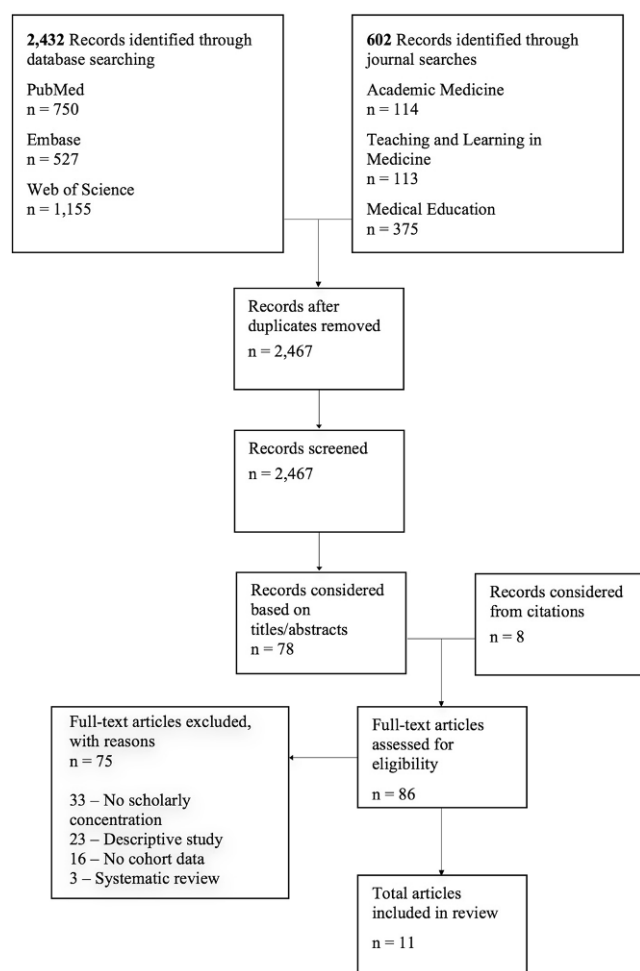 2,432 Records identified through
database searching
PubMed
n = 750
Embase
n = 527
Web of Science
n = 1,155
602 Records identified through
journal searches
Academic Medicine
n = 114
Teaching and Learning in
Medicine
n = 113
Medical Education
n = 375
Records after
duplicates removed
n = 2,467
Records screened
n = 2,467
Records considered
based on
titles/abstracts
n = 78
Records considered
from citations
n = 8
Full-text articles excluded,
with reasons
n = 75
33 – No scholarly
concentration
23 – Descriptive study
16 – No cohort data
3 – Systematic review
Full-text articles
assessed for
eligibility
n = 86
Total articles
included in review
n = 11